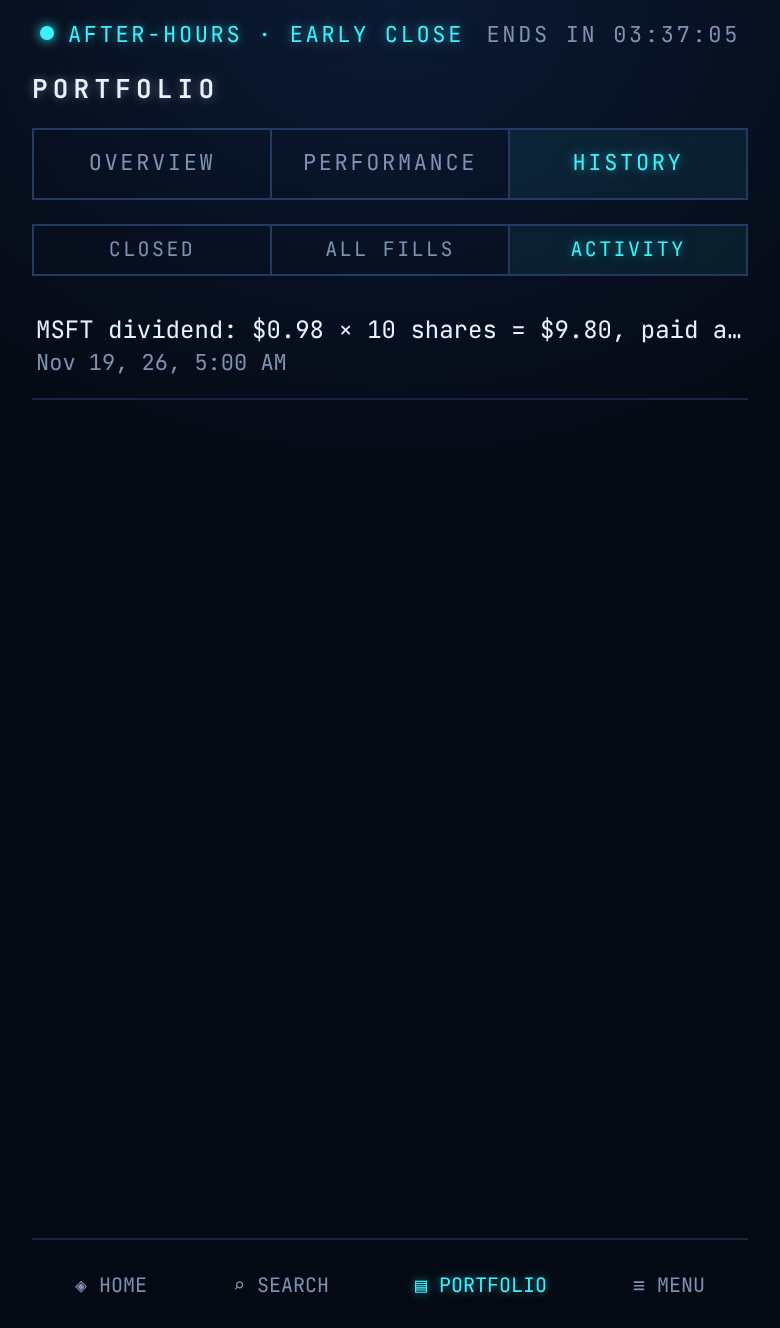 AFTER-HOURS · EARLY CLOSE ENDS IN 03:37:05
PORTFOLIO
OVERVIEW PERFORMANCE HISTORY
CLOSED ALL FILLS ACTIVITY
MSFT dividend: $0.98 × 10 shares = $9.80, paid a…
Nov 19, 26, 5:00 AM
◈ HOME ⌕ SEARCH ▤ PORTFOLIO ≡ MENU